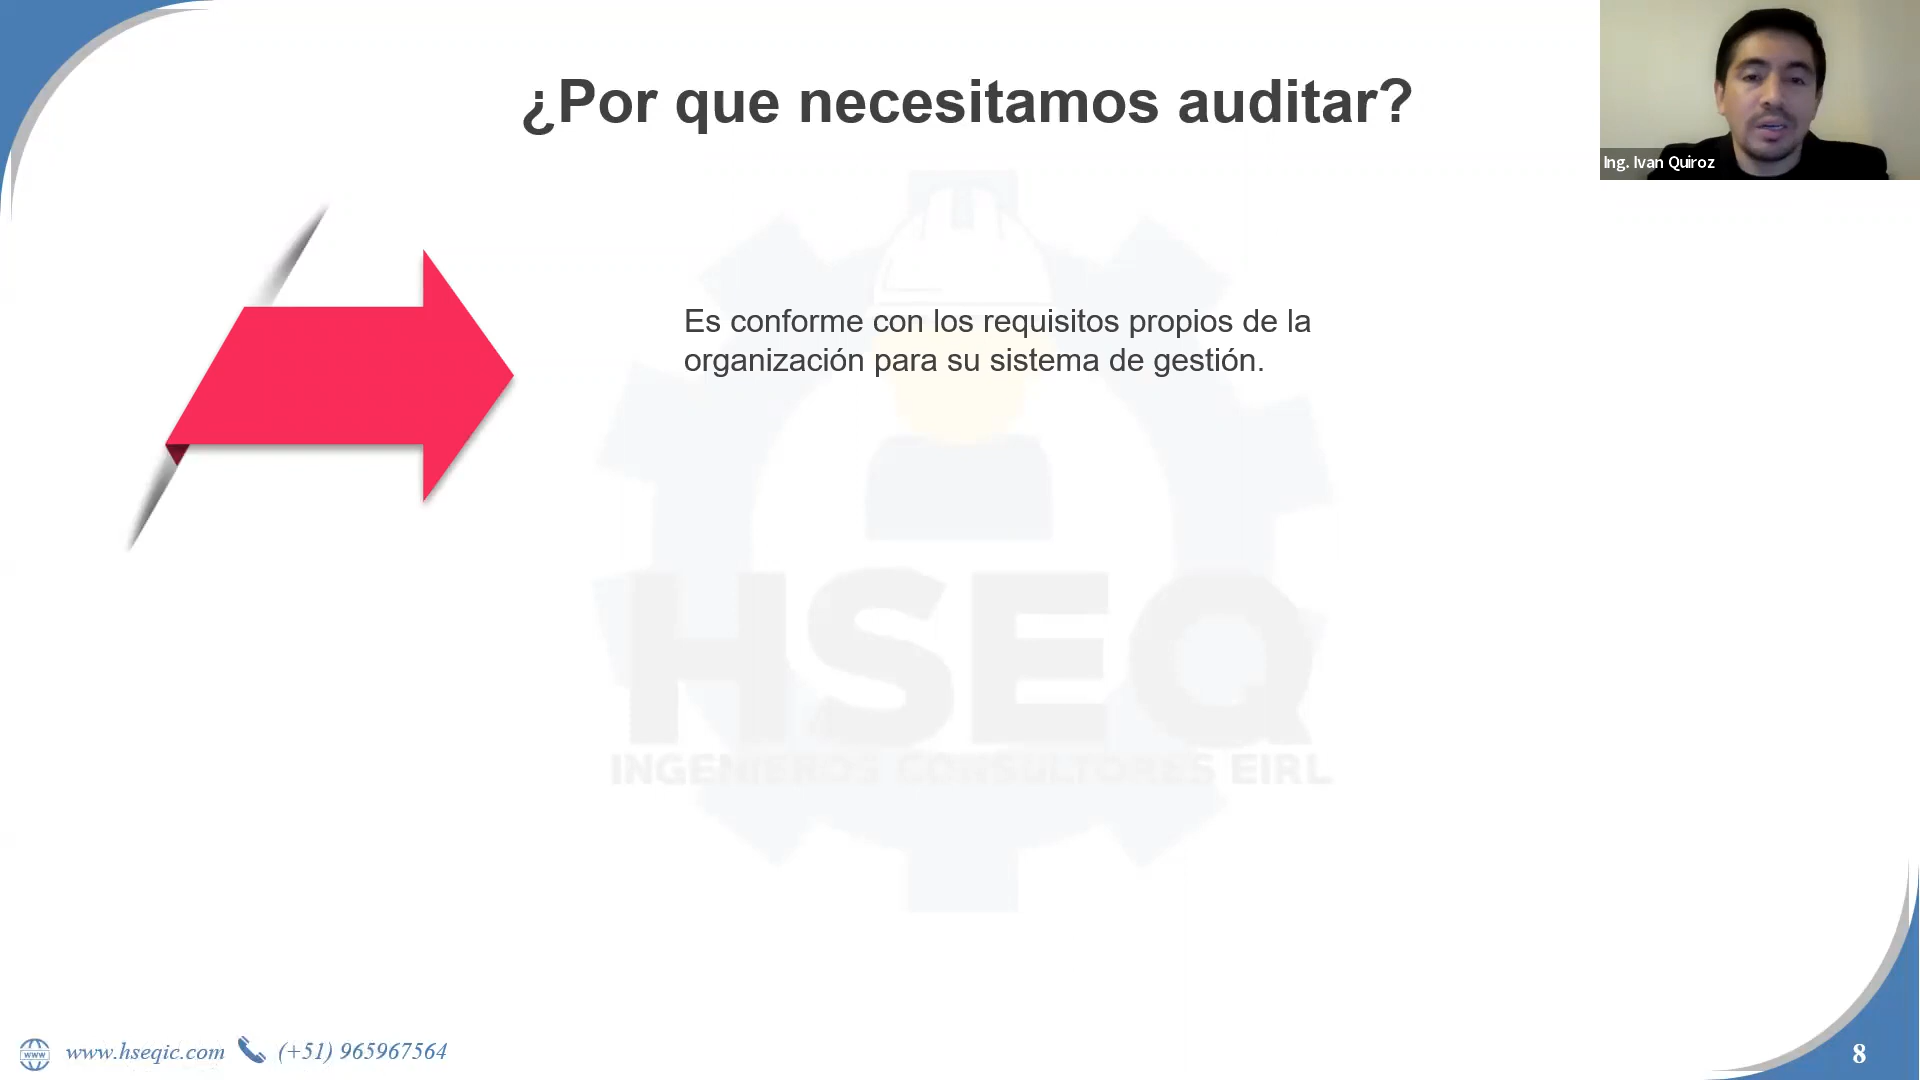 ¿Por que necesitamos auditar?
Ing. Ivan Quiroz
Es conforme con los requisitos propios de la
organización para su sistema de gestión.
HSEQ
INGENIEROS CONSULTORES EIRL
www
www.hseqic.com
(+51) 965967564
8